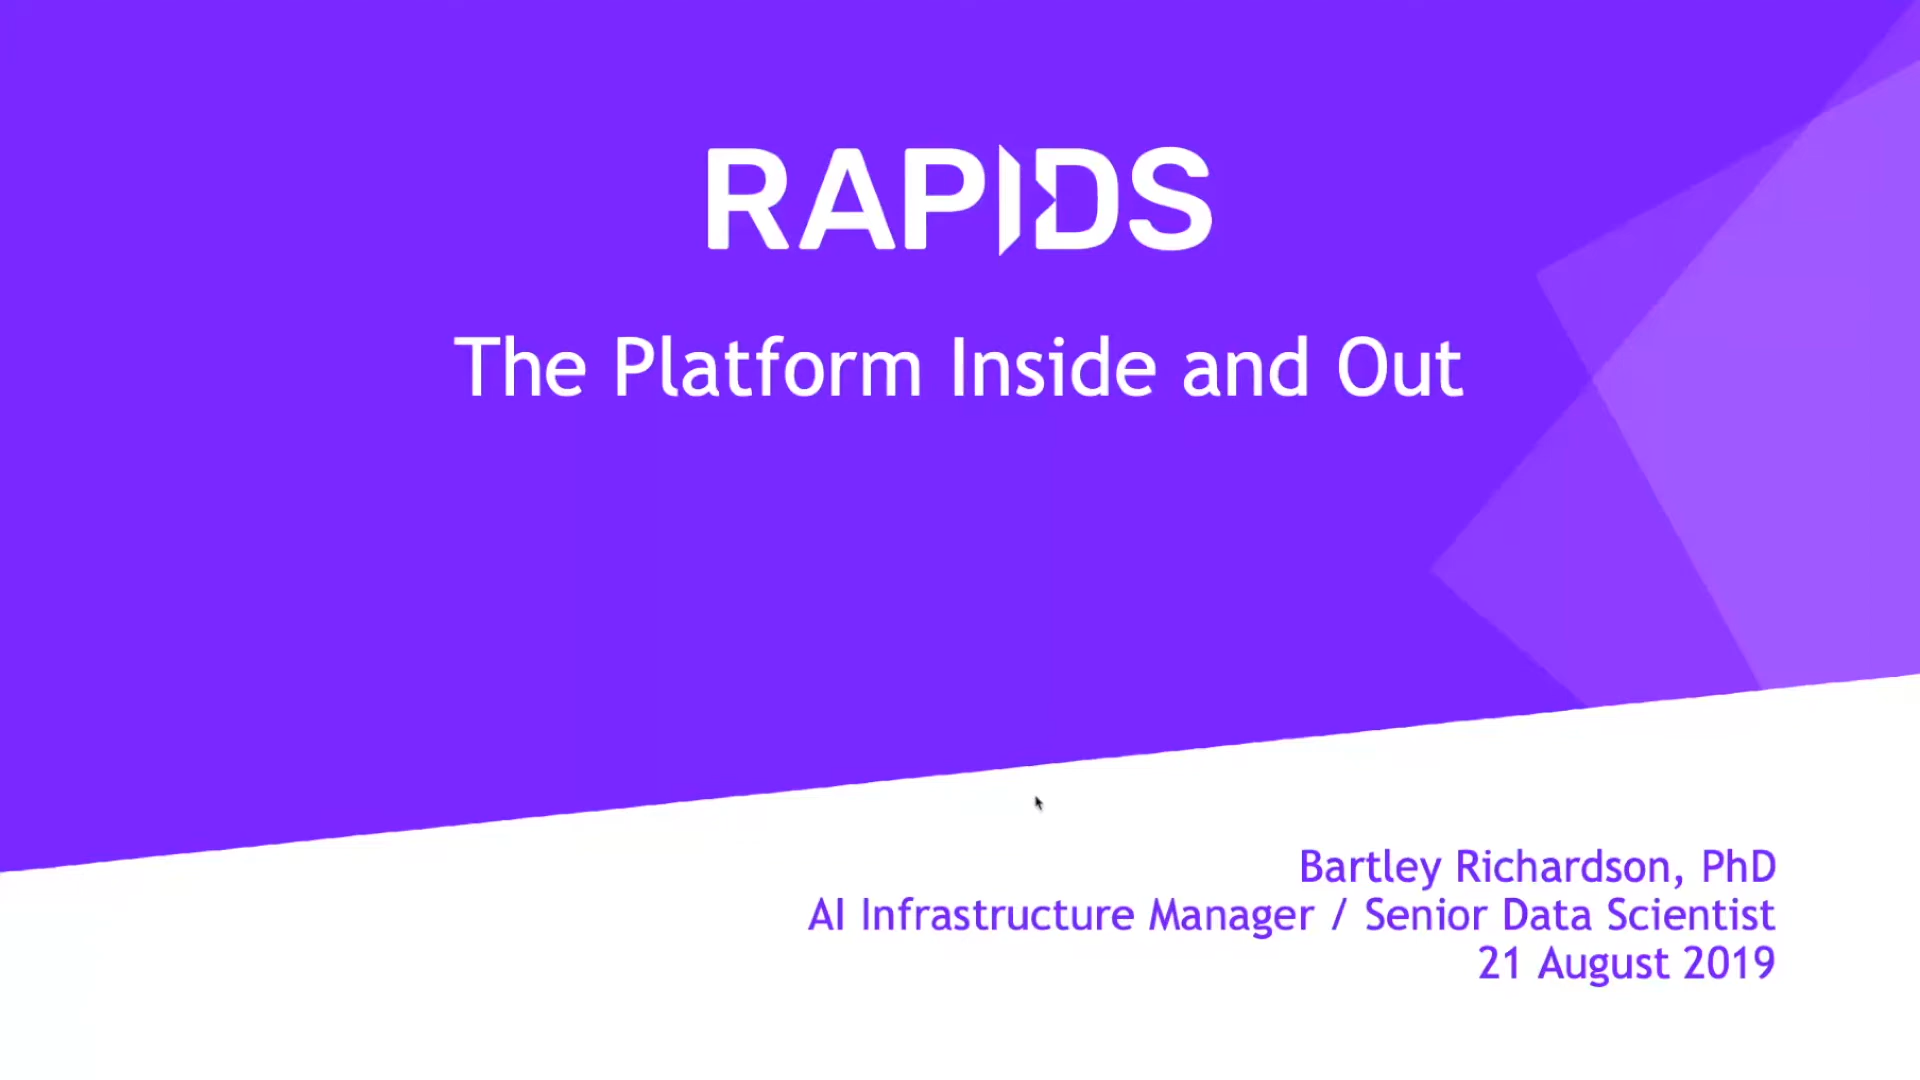 RAPIDS
The Platform Inside and Out
Bartley Richardson, PhD
AI Infrastructure Manager / Senior Data Scientist
21 August 2019